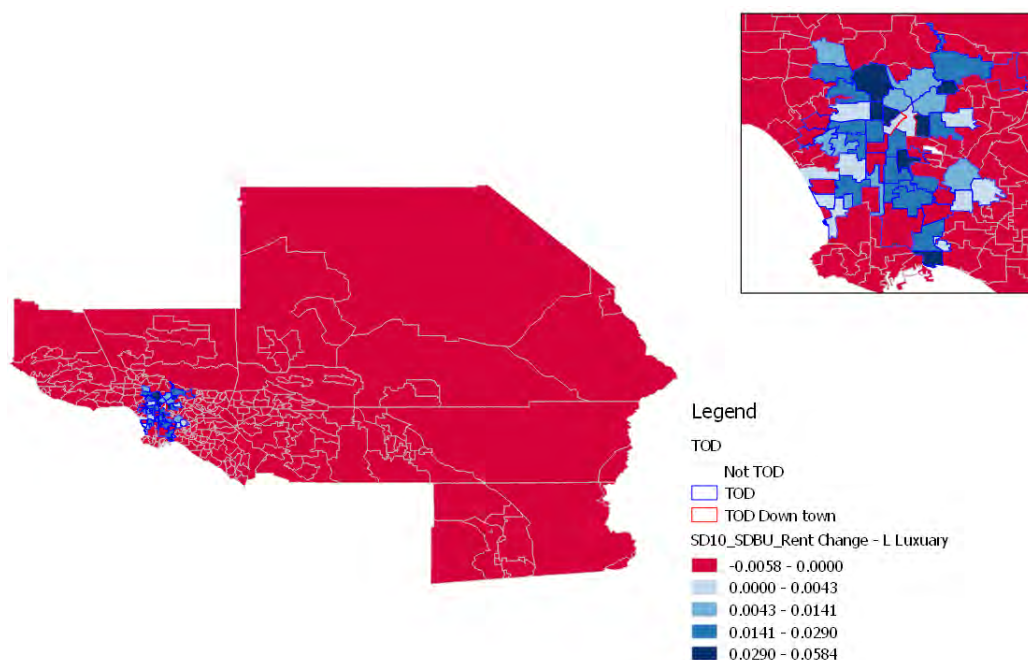 Legend
TOD
Not TOD
TOD
TOD Down town
SD10_SDBU_Rent Change - L Luxuary
-0.0058 - 0.0000
0.0000 - 0.0043
0.0043 - 0.0141
0.0141 - 0.0290
0.0290 - 0.0584